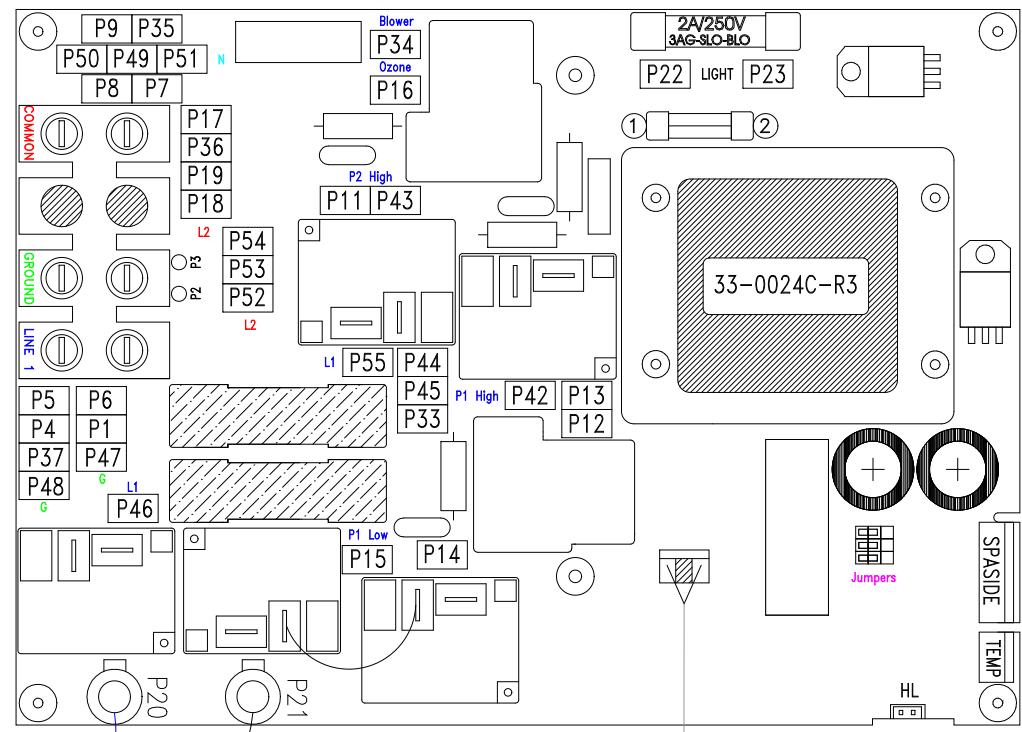 P9 P35
P50 P49 P51
P8 P7
N
Blower
P34
Ozone
P16
2A/250V
3AG-SLO-BLO
P22 LIGHT P23
1 2
COMMON
P17
P36
P19
P18
L2
P2 High
P11 P43
GROUND
P3
P2
P54
P53
P52
L2
33-0024C-R3
LINE 1
L1 P55
P44
P45
P33
P1 High P42
P13
P12
P5
P4
P37
P48
G
P6
P1
P47
G
L1
P46
P1 Low
P15
P14
Jumpers
SPASIDE
TEMP
HL
P20
P21